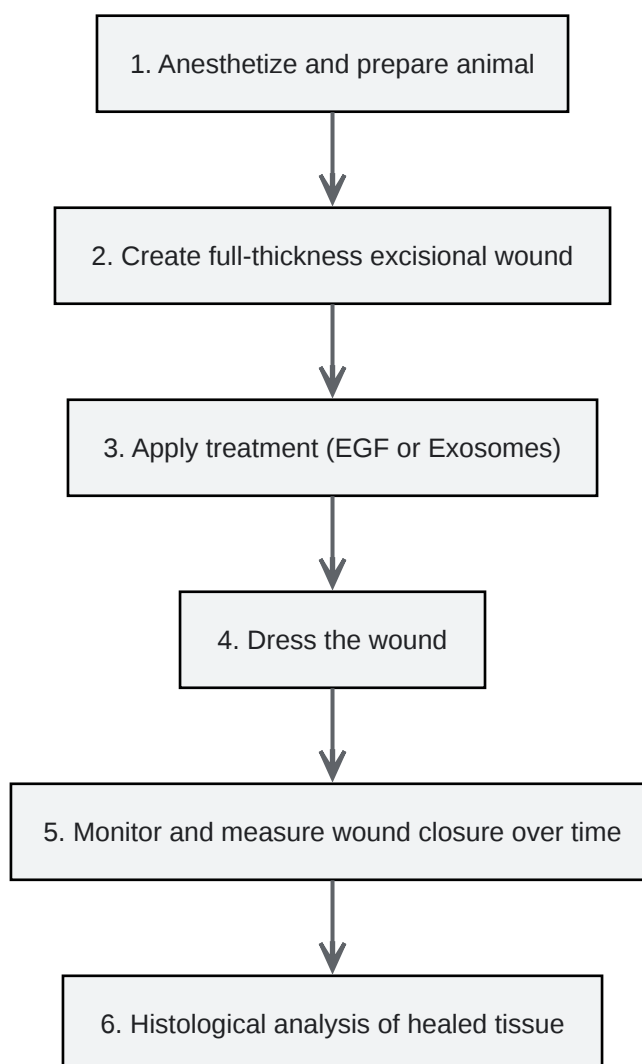 1. Anesthetize and prepare animal
2. Create full-thickness excisional wound
3. Apply treatment (EGF or Exosomes)
4. Dress the wound
5. Monitor and measure wound closure over time
6. Histological analysis of healed tissue